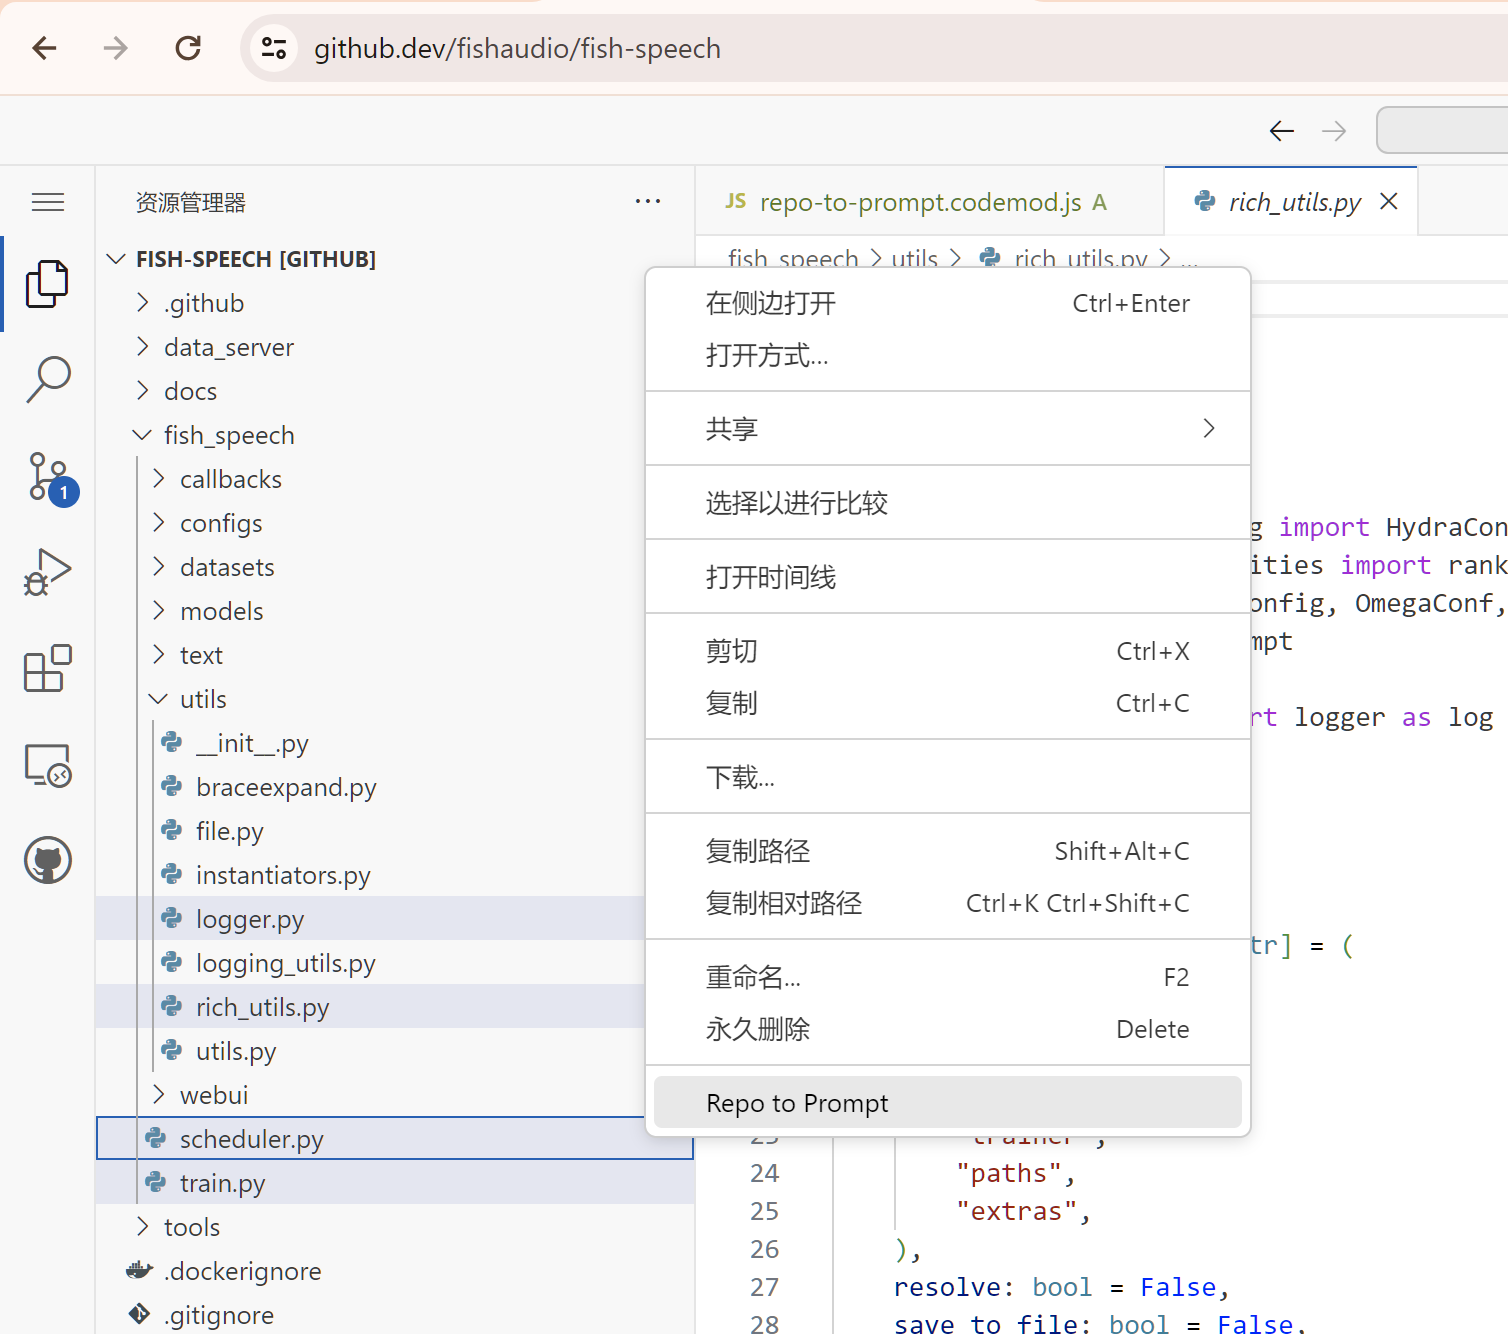 github.dev/fishaudio/fish-speech
资源管理器
JS repo-to-prompt.codemod.js A
rich_utils.py
FISH-SPEECH [GITHUB]
.github
data_server
docs
fish_speech
callbacks
configs
datasets
models
text
utils
__init__.py
braceexpand.py
file.py
instantiators.py
logger.py
logging_utils.py
rich_utils.py
utils.py
webui
scheduler.py
train.py
tools
.dockerignore
.gitignore
1
fish_speech > utils > rich_utils.py > ...
在侧边打开 Ctrl+Enter
打开方式...
共享
选择以进行比较
打开时间线
剪切 Ctrl+X
复制 Ctrl+C
下载...
复制路径 Shift+Alt+C
复制相对路径 Ctrl+K Ctrl+Shift+C
重命名... F2
永久删除 Delete
Repo to Prompt
g import HydraCon
ities import rank
onfig, OmegaConf,
mpt
rt logger as log
tr] = (
23 "trainer",
24 "paths",
25 "extras",
26 ),
27 resolve: bool = False,
28 save_to_file: bool = False,